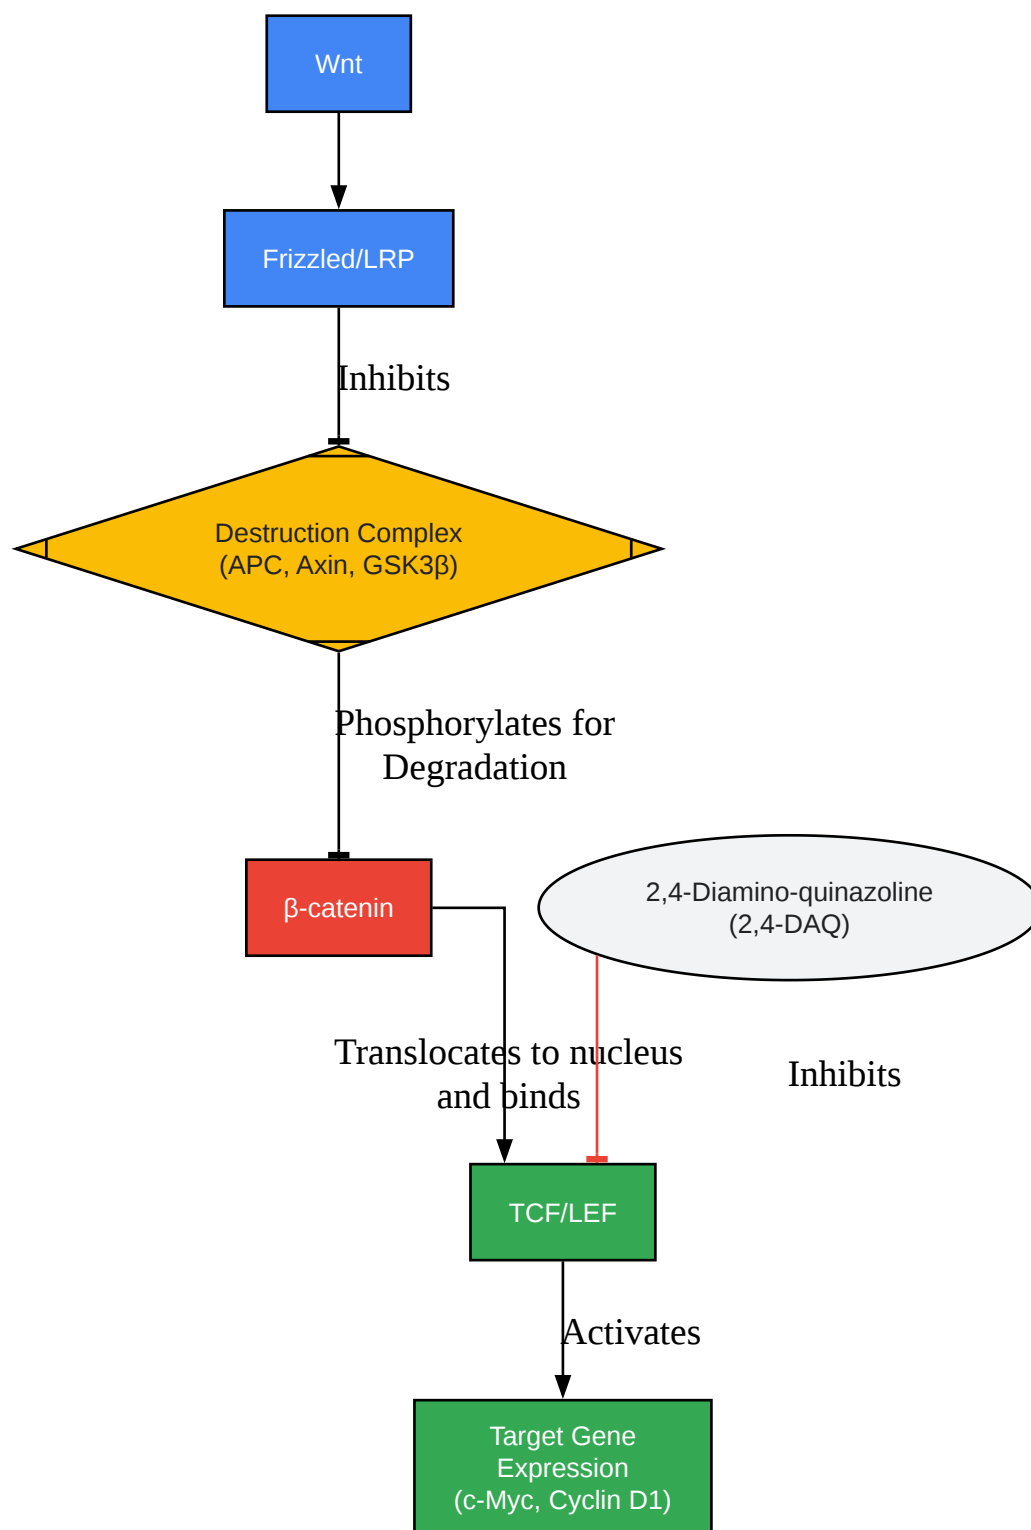 Wnt
Frizzled/LRP
Inhibits
Destruction Complex
(APC, Axin, GSK3β)
Phosphorylates for
Degradation
β-catenin
2,4-Diamino-quinazoline
(2,4-DAQ)
Translocates to nucleus
and binds
Inhibits
TCF/LEF
Activates
Target Gene
Expression
(c-Myc, Cyclin D1)